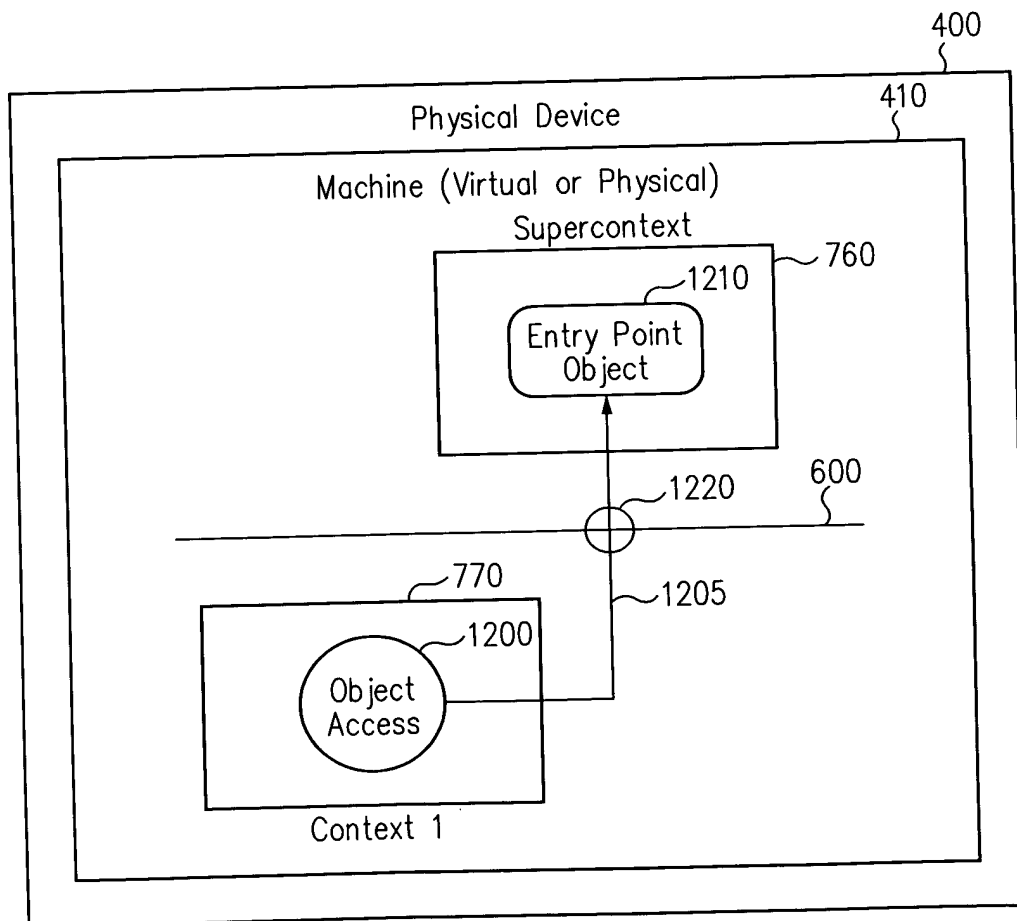 400
410
Physical Device
Machine (Virtual or Physical)
Supercontext
760
1210
Entry Point
Object
1220
600
770
1205
1200
Object
Access
Context 1